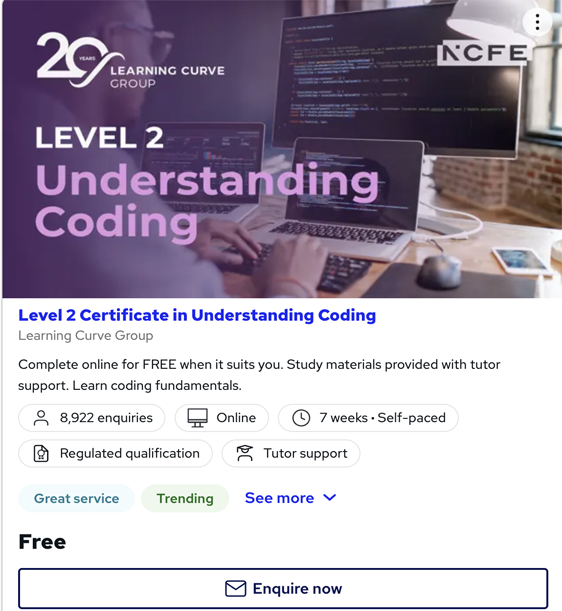 20
YEARS
LEARNING CURVE
GROUP
NCFE
LEVEL 2
Understanding
Coding
Level 2 Certificate in Understanding Coding
Learning Curve Group
Complete online for FREE when it suits you. Study materials provided with tutor
support. Learn coding fundamentals.
8,922 enquiries
Online
7 weeks • Self-paced
Regulated qualification
Tutor support
Great service
Trending
See more
Free
Enquire now